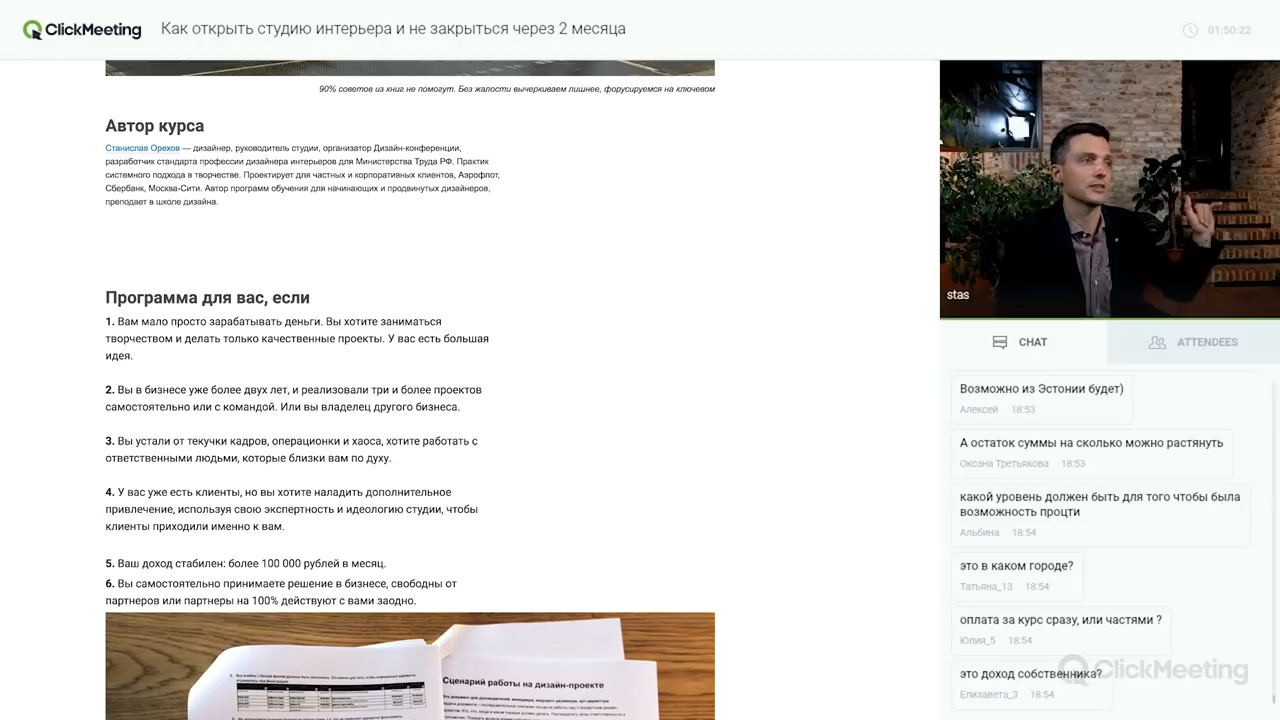 ClickMeeting
Как открыть студию интерьера и не закрыться через 2 месяца
01:50:22
90% советов из книг не помогут. Без жалости вычеркиваем лишнее, форусируемся на ключевом
Автор курса
Станислав Орехов — дизайнер, руководитель студии, организатор Дизайн-конференции,
разработчик стандарта профессии дизайнера интерьеров для Министерства Труда РФ. Практик
системного подхода в творчестве. Проектирует для частных и корпоративных клиентов, Аэрофлот,
Сбербанк, Москва-Сити. Автор программ обучения для начинающих и продвинутых дизайнеров,
преподает в школе дизайна.
Программа для вас, если
1. Вам мало просто зарабатывать деньги. Вы хотите заниматься
творчеством и делать только качественные проекты. У вас есть большая
идея.
2. Вы в бизнесе уже более двух лет, и реализовали три и более проектов
самостоятельно или с командой. Или вы владелец другого бизнеса.
3. Вы устали от текучки кадров, операционки и хаоса, хотите работать с
ответственными людьми, которые близки вам по духу.
4. У вас уже есть клиенты, но вы хотите наладить дополнительное
привлечение, используя свою экспертность и идеологию студии, чтобы
клиенты приходили именно к вам.
5. Ваш доход стабилен: более 100 000 рублей в месяц.
6. Вы самостоятельно принимаете решение в бизнесе, свободны от
партнеров или партнеры на 100% действуют с вами заодно.
Сценарий работы на дизайн-проекте
stas
CHAT
ATTENDEES
Возможно из Эстонии будет)
Алексей 18:53
А остаток суммы на сколько можно растянуть
Оксана Третьякова 18:53
какой уровень должен быть для того чтобы была
возможность процти
Альбина 18:54
это в каком городе?
Татьяна_13 18:54
оплата за курс сразу, или частями ?
Юлия_5 18:54
это доход собственника?
Елизавета_3 18:54
ClickMeeting